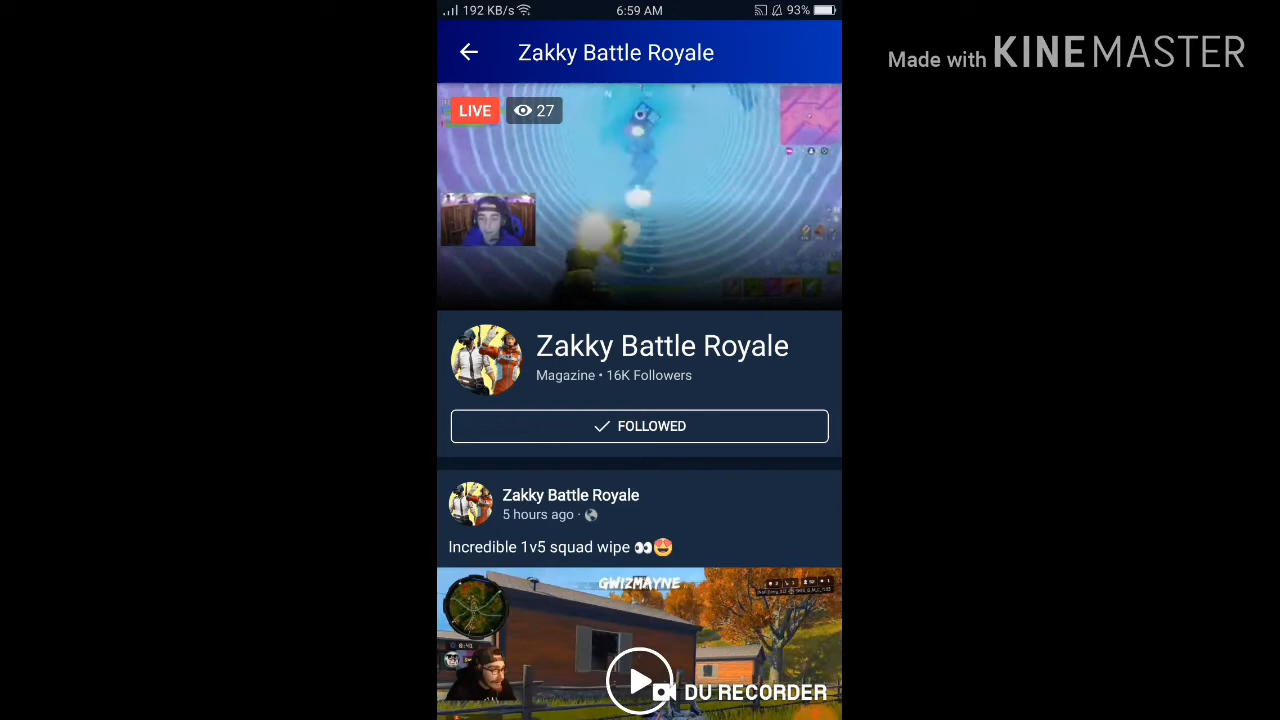 192 KB/s 6:59 AM 93%
Made with KINEMASTER
Zakky Battle Royale
LIVE 27
Zakky Battle Royale
Magazine • 16K Followers
FOLLOWED
Zakky Battle Royale
5 hours ago ·
Incredible 1v5 squad wipe 👀🤩
GWIZMAYNE
DU RECORDER